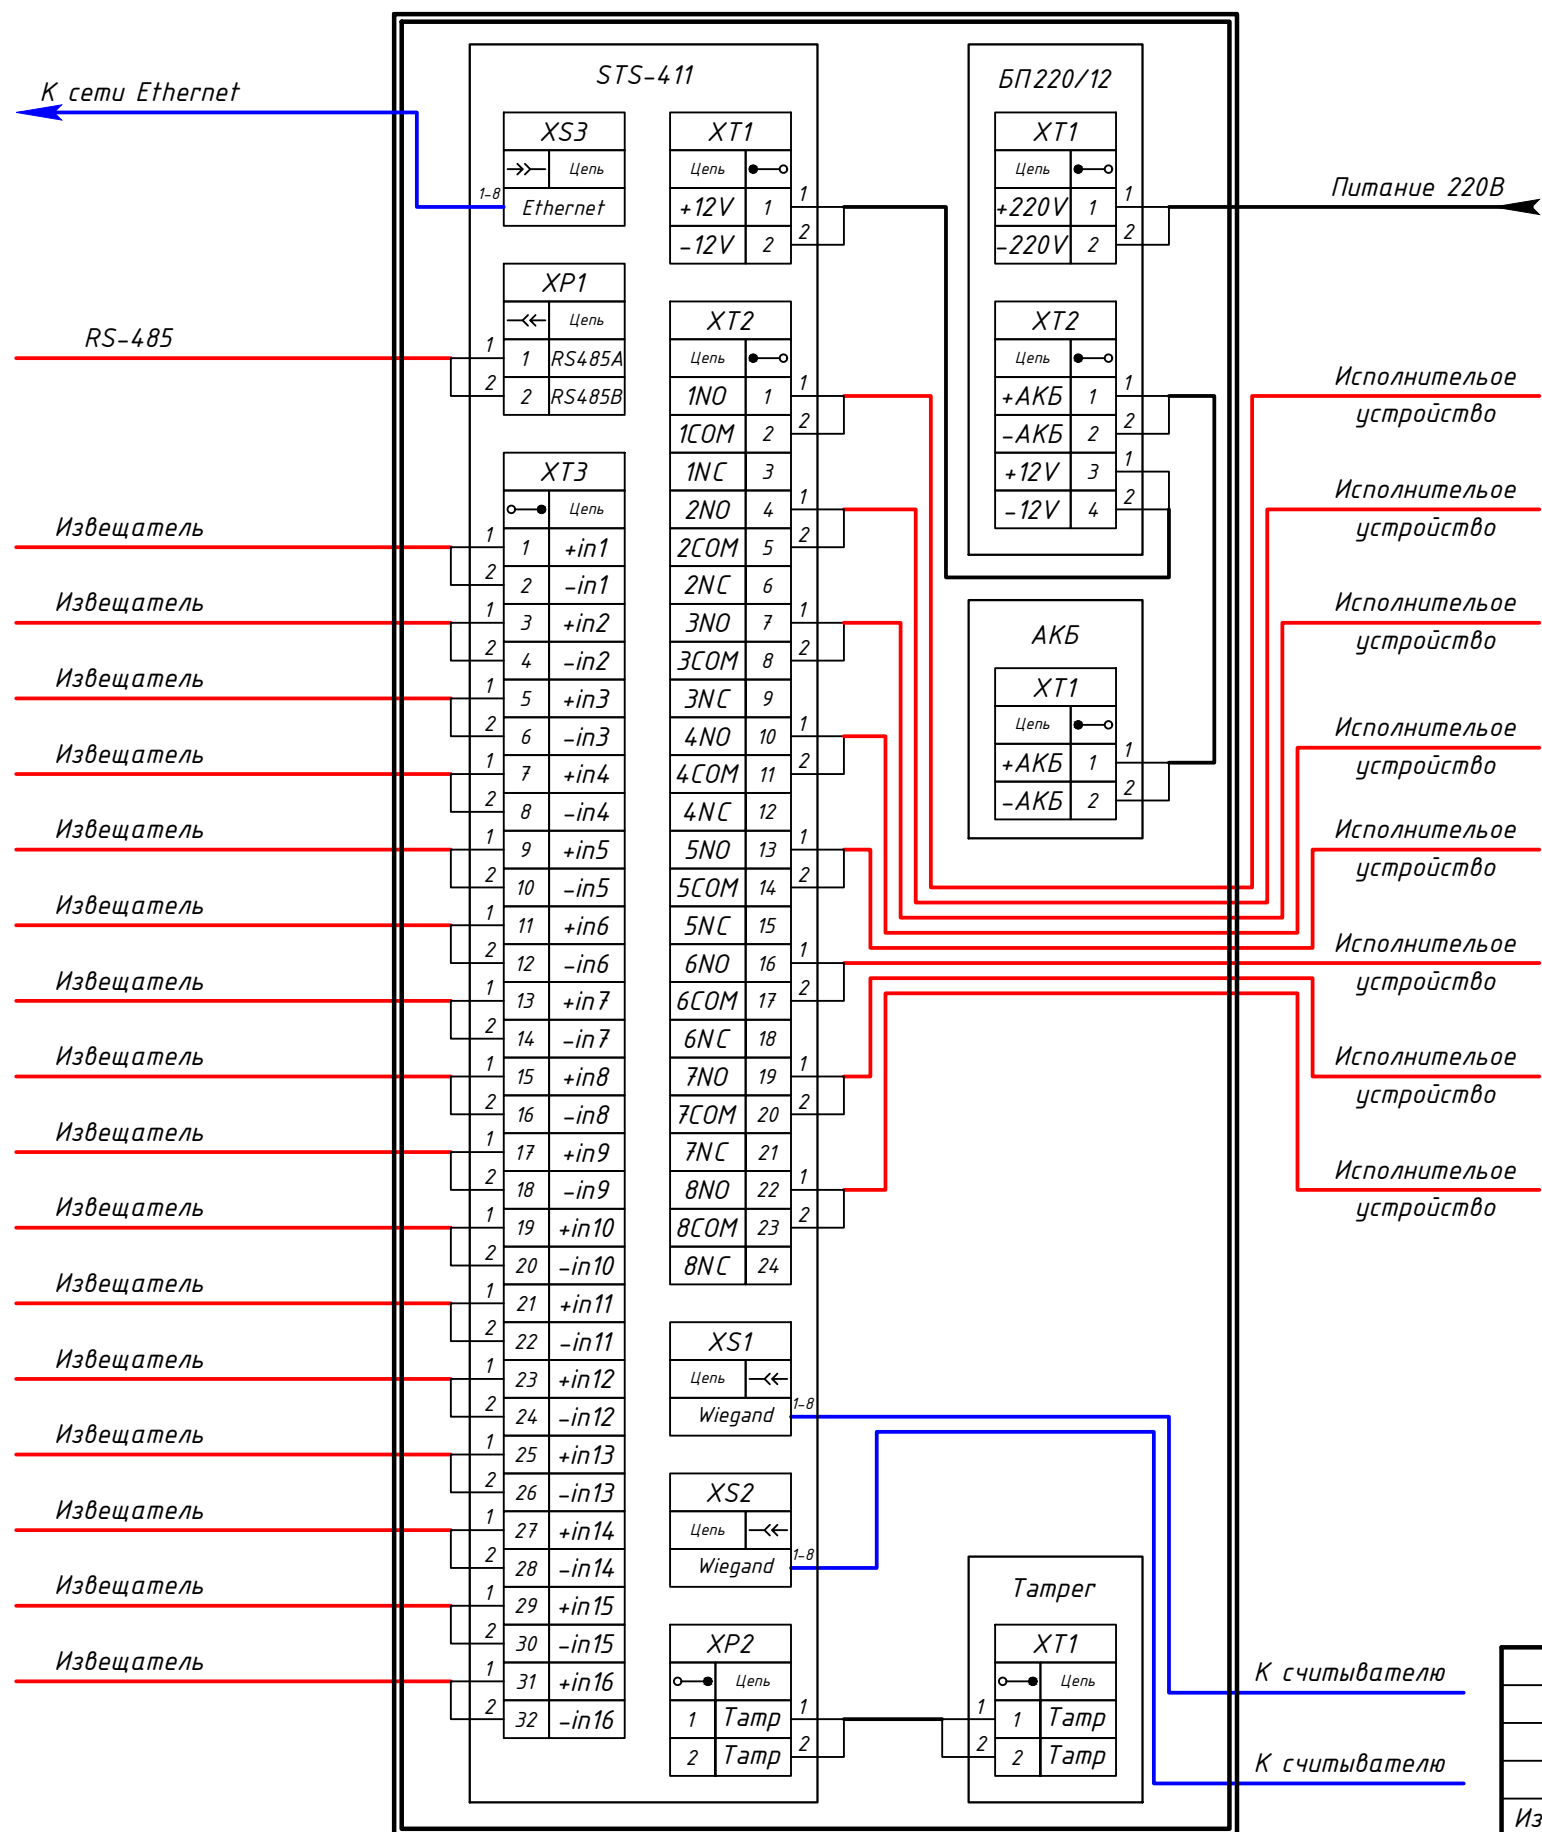 К сети Ethernet
STS-411
XS3
Цепь
1-8
Ethernet
XP1
Цепь
RS-485
1
1 RS485A
2
2 RS485B
XT3
Цепь
Извещатель
1
1 +in1
2
2 -in1
Извещатель
1
3 +in2
2
4 -in2
Извещатель
1
5 +in3
2
6 -in3
Извещатель
1
7 +in4
2
8 -in4
Извещатель
1
9 +in5
2
10 -in5
Извещатель
1
11 +in6
2
12 -in6
Извещатель
1
13 +in7
2
14 -in7
Извещатель
1
15 +in8
2
16 -in8
Извещатель
1
17 +in9
2
18 -in9
Извещатель
1
19 +in10
2
20 -in10
Извещатель
1
21 +in11
2
22 -in11
Извещатель
1
23 +in12
2
24 -in12
Извещатель
1
25 +in13
2
26 -in13
Извещатель
1
27 +in14
2
28 -in14
Извещатель
1
29 +in15
2
30 -in15
Извещатель
1
31 +in16
2
32 -in16
XT1
Цепь
+12V 1
1
-12V 2
2
XT2
Цепь
1NO 1
1
1COM 2
2
1NC 3
2NO 4
1
2COM 5
2
2NC 6
3NO 7
1
3COM 8
2
3NC 9
4NO 10
1
4COM 11
2
4NC 12
5NO 13
1
5COM 14
2
5NC 15
6NO 16
1
6COM 17
2
6NC 18
7NO 19
1
7COM 20
2
7NC 21
8NO 22
1
8COM 23
2
8NC 24
XS1
Цепь
Wiegand
1-8
XS2
Цепь
Wiegand
1-8
XP2
Цепь
1 Tamp
1
2 Tamp
2
БП220/12
XT1
Цепь
+220V 1
1
-220V 2
2
Питание 220В
XT2
Цепь
+АКБ 1
1
-АКБ 2
2
+12V 3
1
-12V 4
2
АКБ
XT1
Цепь
+АКБ 1
1
-АКБ 2
2
Tamper
XT1
Цепь
1
1 Tamp
2
2 Tamp
Исполнительое
устройство
Исполнительое
устройство
Исполнительое
устройство
Исполнительое
устройство
Исполнительое
устройство
Исполнительое
устройство
Исполнительое
устройство
Исполнительое
устройство
К считывателю
К считывателю
Из